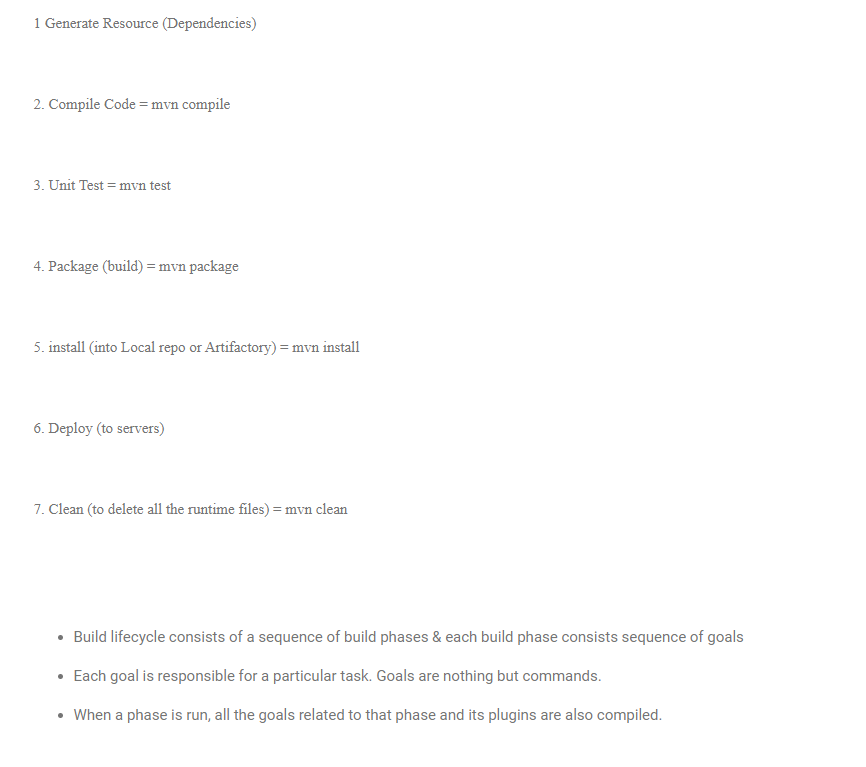 1 Generate Resource (Dependencies)
2. Compile Code = mvn compile
3. Unit Test = mvn test
4. Package (build) = mvn package
5. install (into Local repo or Artifactory) = mvn install
6. Deploy (to servers)
7. Clean (to delete all the runtime files) = mvn clean
• Build lifecycle consists of a sequence of build phases & each build phase consists sequence of goals
• Each goal is responsible for a particular task. Goals are nothing but commands.
• When a phase is run, all the goals related to that phase and its plugins are also compiled.